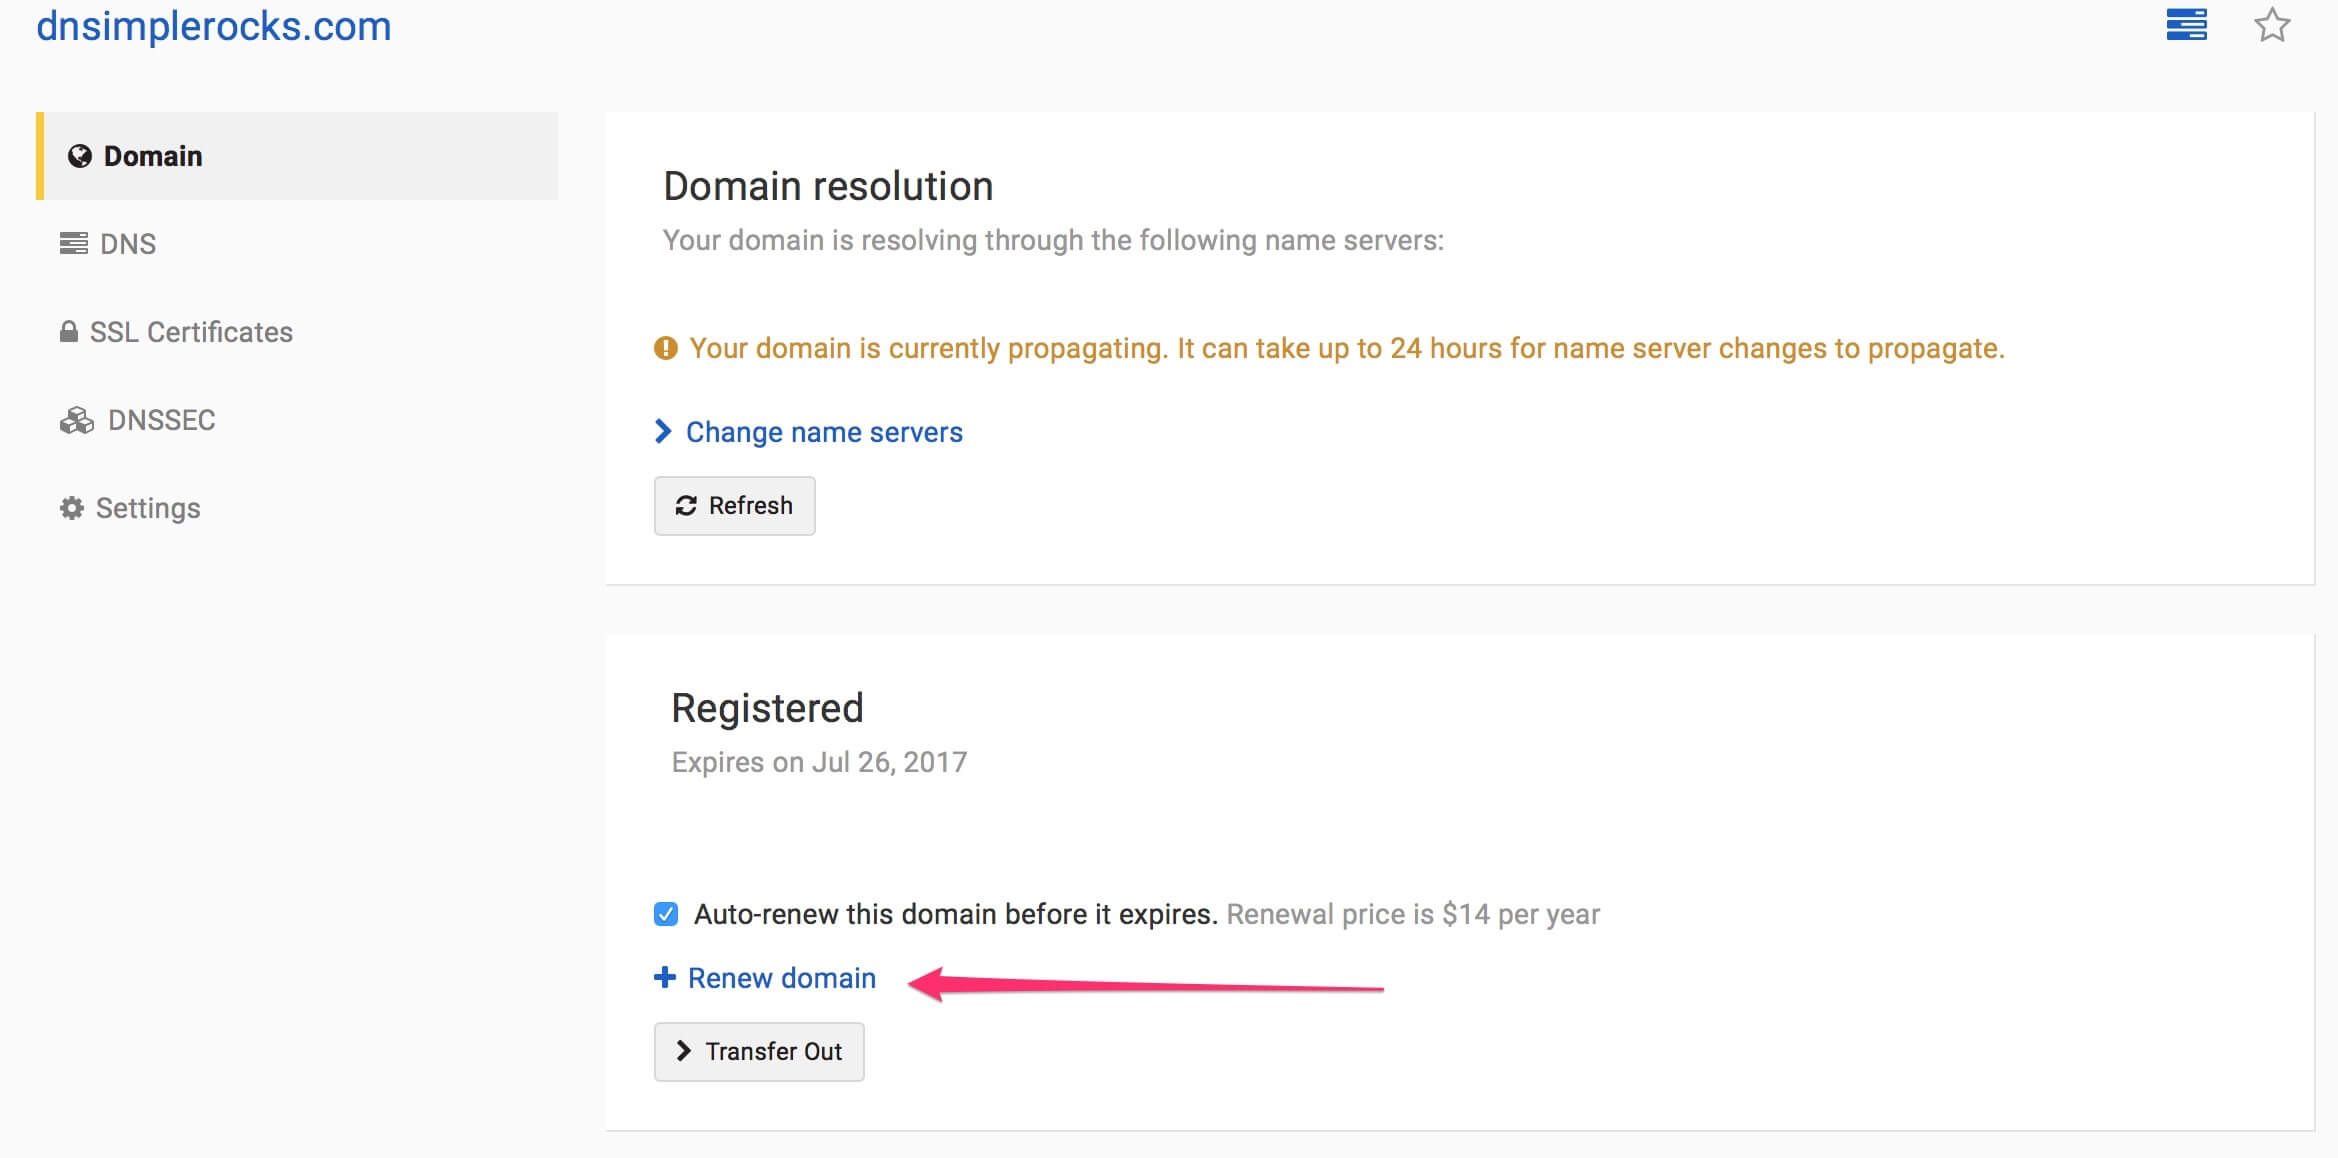 dnsimplerocks.com
Domain
DNS
SSL Certificates
DNSSEC
Settings
Domain resolution
Your domain is resolving through the following name servers:
Your domain is currently propagating. It can take up to 24 hours for name server changes to propagate.
Change name servers
Refresh
Registered
Expires on Jul 26, 2017
Auto-renew this domain before it expires. Renewal price is $14 per year
Renew domain
Transfer Out